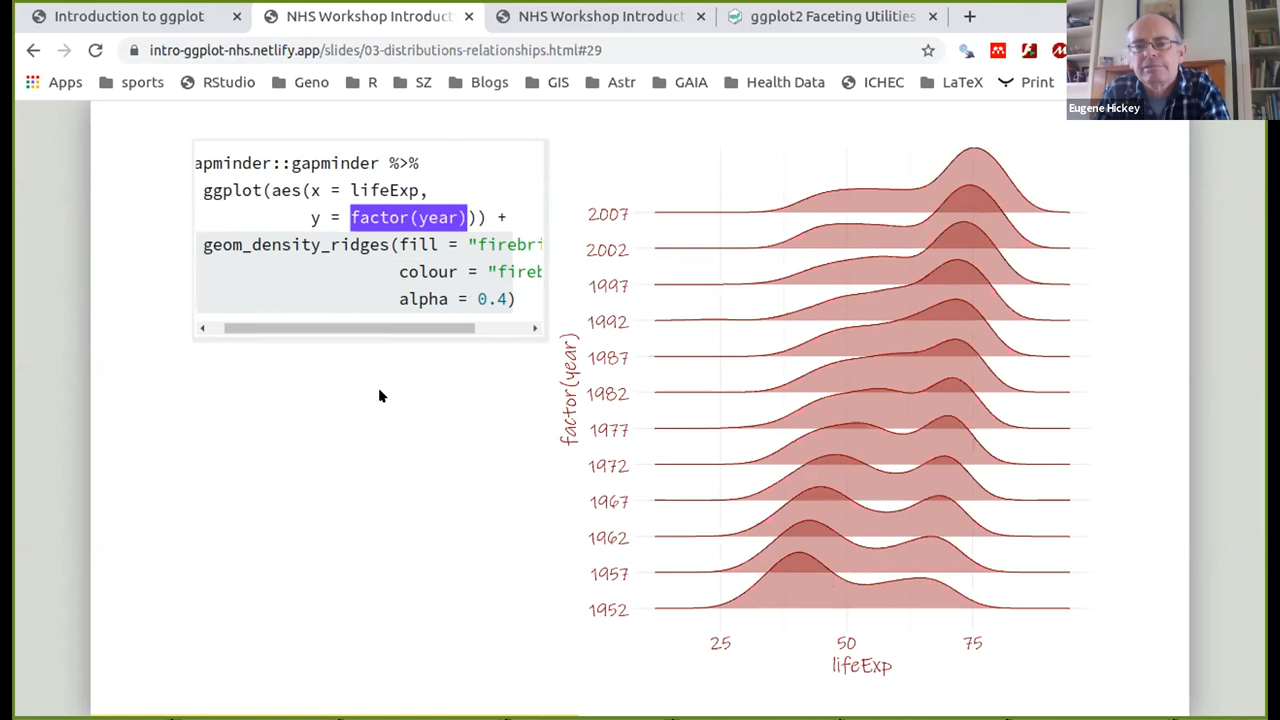 Introduction to ggplot
NHS Workshop Introduct
NHS Workshop Introduct
ggplot2 Faceting Utilities
intro-ggplot-nhs.netlify.app/slides/03-distributions-relationships.html#29
Apps
sports
RStudio
Geno
R
SZ
Blogs
GIS
Astr
GAIA
Health Data
ICHEC
LaTeX
Print
Eugene Hickey
apminder::gapminder %>%
ggplot(aes(x = lifeExp,
y = factor(year))) +
geom_density_ridges(fill = "firebri
colour = "fireb
alpha = 0.4)
2007
2002
1997
1992
1987
1982
1977
1972
1967
1962
1957
1952
factor(year)
25 50 75
lifeExp